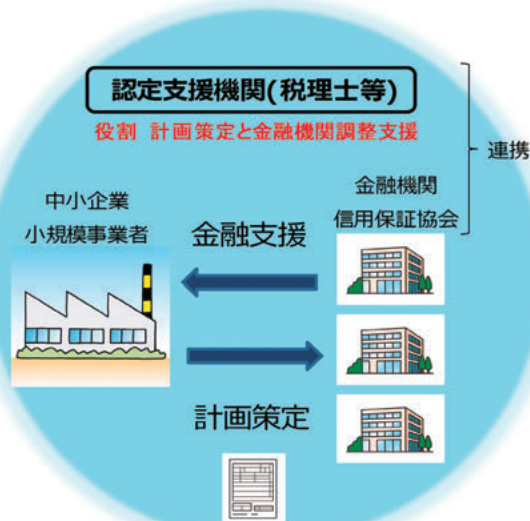 認定支援機関(税理士等)
役割 計画策定と金融機関調整支援
連携
中小企業
小規模事業者
金融機関
信用保証協会
金融支援
計画策定